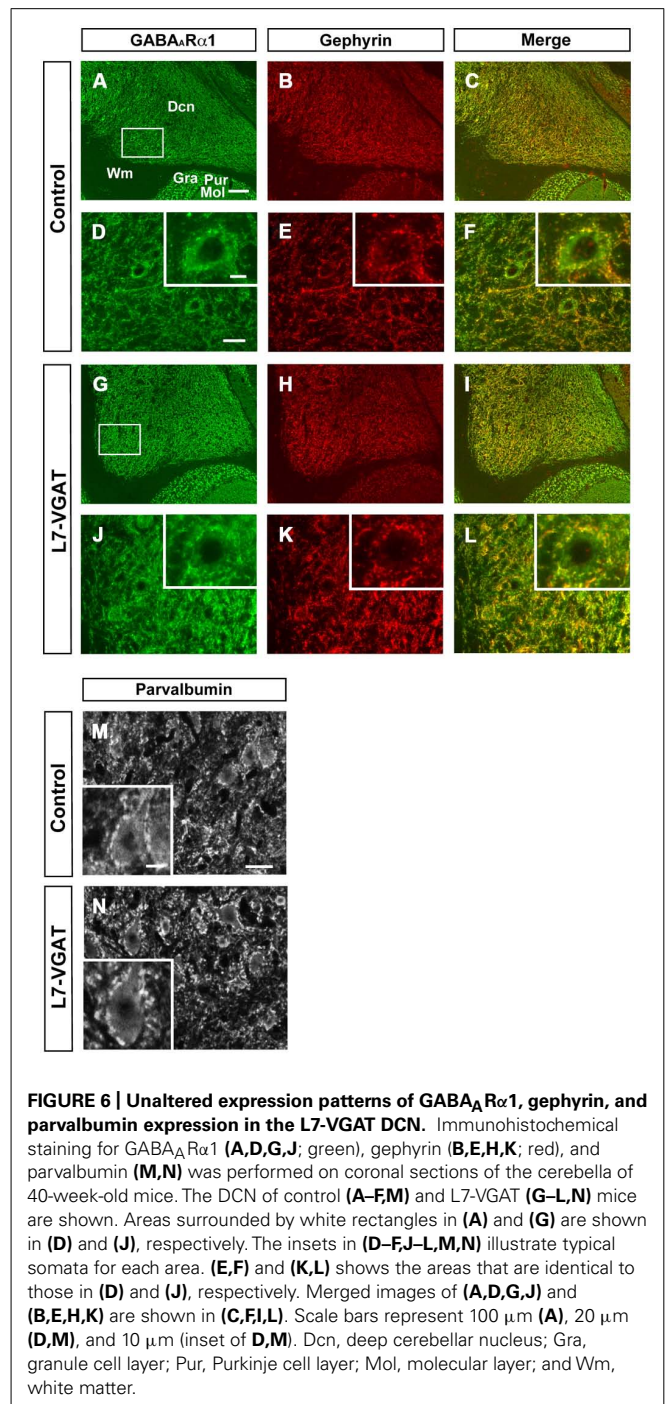 GABAARα1 Gephyrin Merge
Control
A
Dcn
Wm
Gra Pur
Mol
B
C
D
E
F
L7-VGAT
G
H
I
J
K
L
Parvalbumin
Control
M
L7-VGAT
N
FIGURE 6 | Unaltered expression patterns of GABAARα1, gephyrin, and
parvalbumin expression in the L7-VGAT DCN. Immunohistochemical
staining for GABAARα1 (A,D,G,J; green), gephyrin (B,E,H,K; red), and
parvalbumin (M,N) was performed on coronal sections of the cerebella of
40-week-old mice. The DCN of control (A–F,M) and L7-VGAT (G–L,N) mice
are shown. Areas surrounded by white rectangles in (A) and (G) are shown
in (D) and (J), respectively. The insets in (D–F,J–L,M,N) illustrate typical
somata for each area. (E,F) and (K,L) shows the areas that are identical to
those in (D) and (J), respectively. Merged images of (A,D,G,J) and
(B,E,H,K) are shown in (C,F,I,L). Scale bars represent 100 μm (A), 20 μm
(D,M), and 10 μm (inset of D,M). Dcn, deep cerebellar nucleus; Gra,
granule cell layer; Pur, Purkinje cell layer; Mol, molecular layer; and Wm,
white matter.